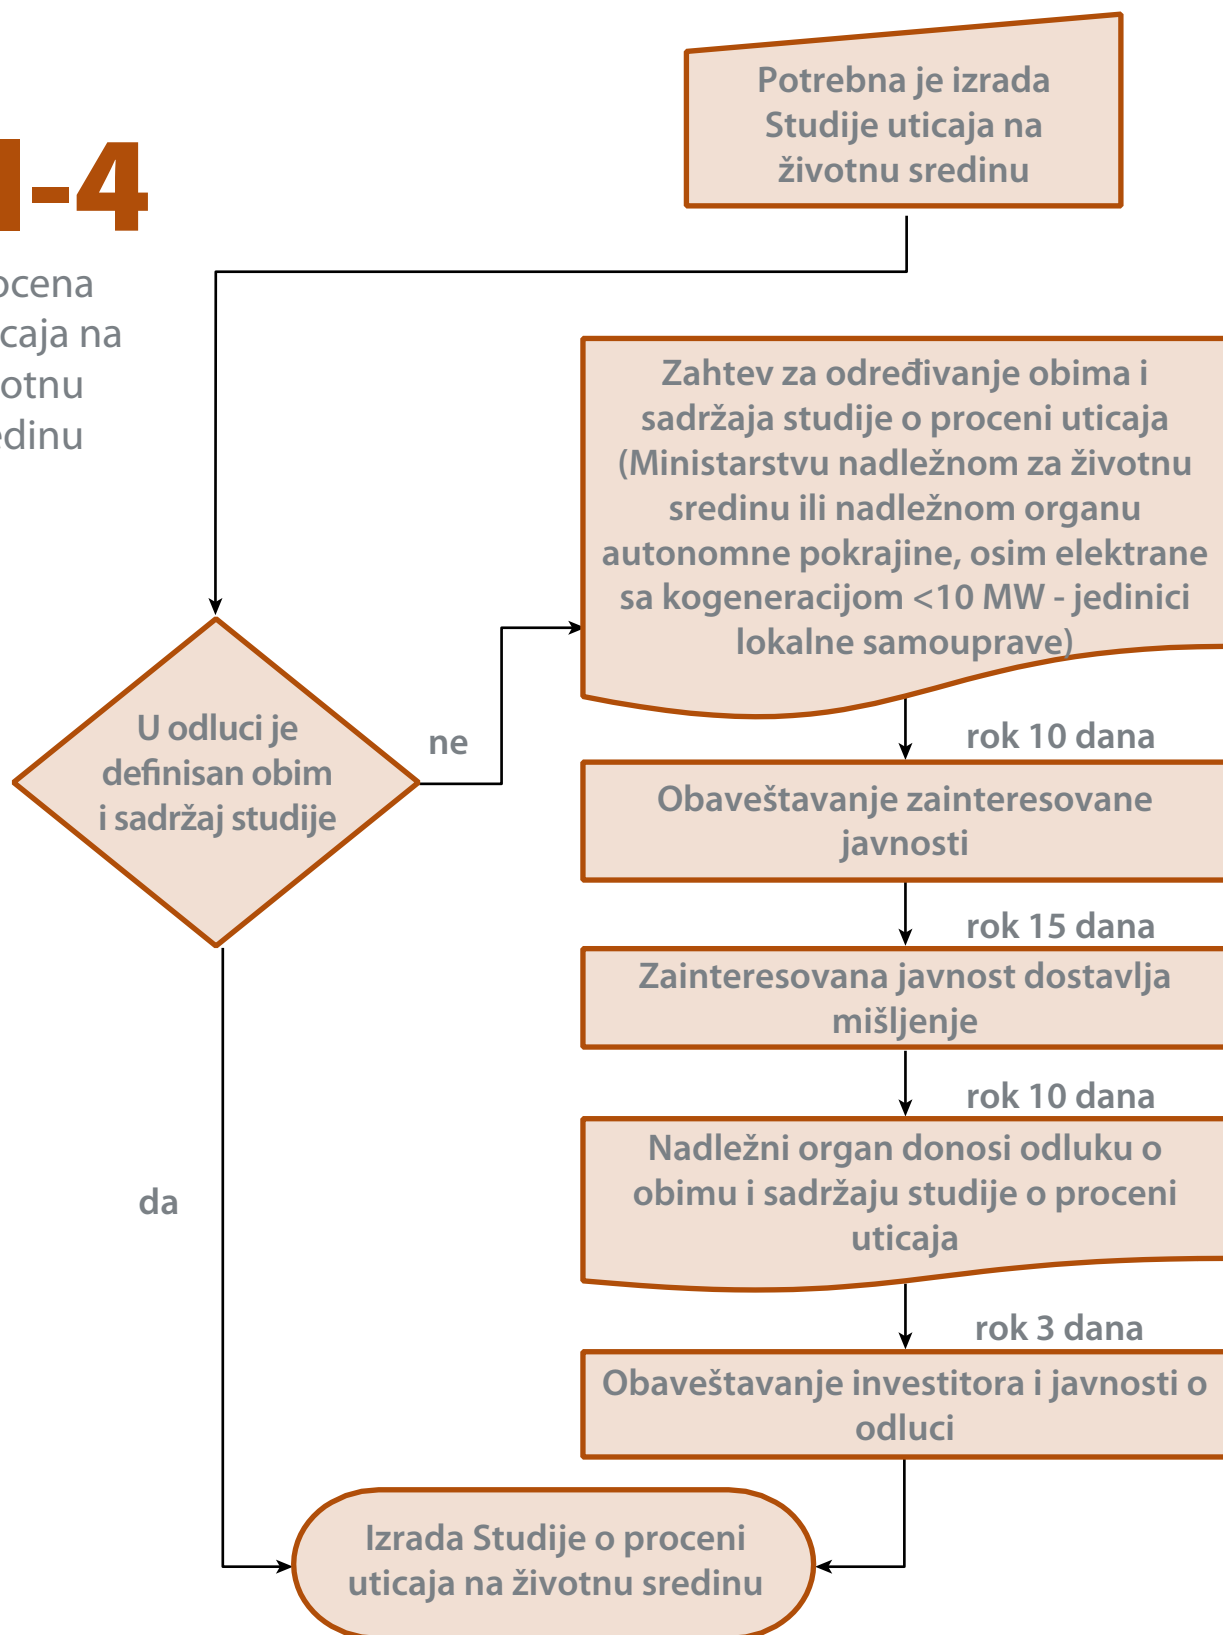 -4
ocena
caja na
otnu
edinu
Potrebna je izrada
Studije uticaja na
životnu sredinu
Zahtev za određivanje obima i
sadržaja studije o proceni uticaja
(Ministarstvu nadležnom za životnu
sredinu ili nadležnom organu
autonomne pokrajine, osim elektrane
sa kogeneracijom <10 MW - jedinici
lokalne samouprave)
U odluci je
definisan obim
i sadržaj studije
ne
rok 10 dana
Obaveštavanje zainteresovane
javnosti
rok 15 dana
Zainteresovana javnost dostavlja
mišljenje
rok 10 dana
Nadležni organ donosi odluku o
obimu i sadržaju studije o proceni
uticaja
da
rok 3 dana
Obaveštavanje investitora i javnosti o
odluci
Izrada Studije o proceni
uticaja na životnu sredinu